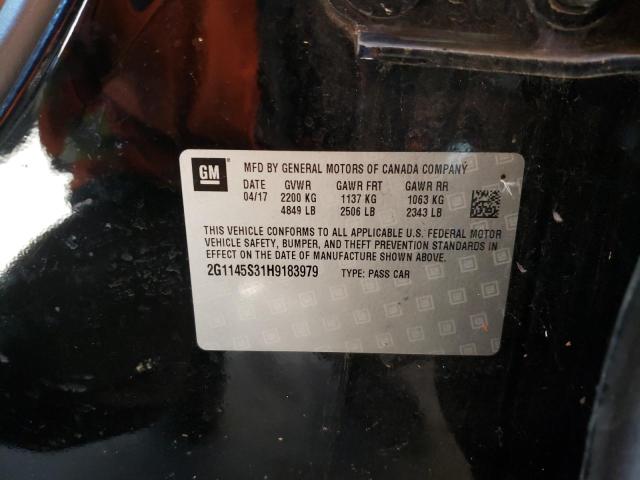 GM MFD BY GENERAL MOTORS OF CANADA COMPANY
DATE GVWR GAWR FRT GAWR RR
04/17 2200 KG 1137 KG 1063 KG
4849 LB 2506 LB 2343 LB
THIS VEHICLE CONFORMS TO ALL APPLICABLE U.S. FEDERAL MOTOR
VEHICLE SAFETY, BUMPER, AND THEFT PREVENTION STANDARDS IN
EFFECT ON THE DATE OF MANUFACTURE SHOWN ABOVE.
2G1145S31H9183979 TYPE: PASS CAR